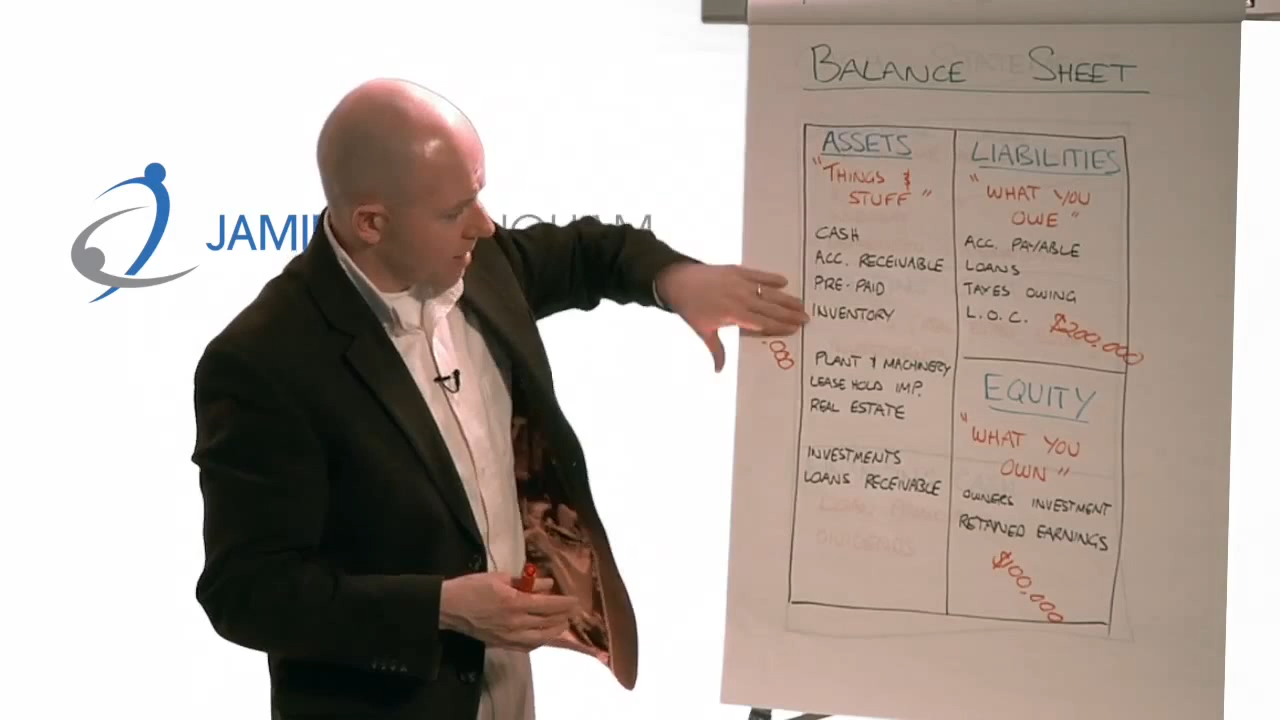 BALANCE SHEET
ASSETS
"THINGS &
STUFF"
CASH
ACC. RECEIVABLE
PRE-PAID
INVENTORY
PLANT & MACHINERY
LEASE HOLD IMP.
REAL ESTATE
INVESTMENTS
LOANS RECEIVABLE
DIVIDENDS
LIABILITIES
"WHAT YOU
OWE"
ACC. PAYABLE
LOANS
TAXES OWING
L.O.C. $200,000
EQUITY
"WHAT YOU
OWN"
OWNERS INVESTMENT
RETAINED EARNINGS
$100,000